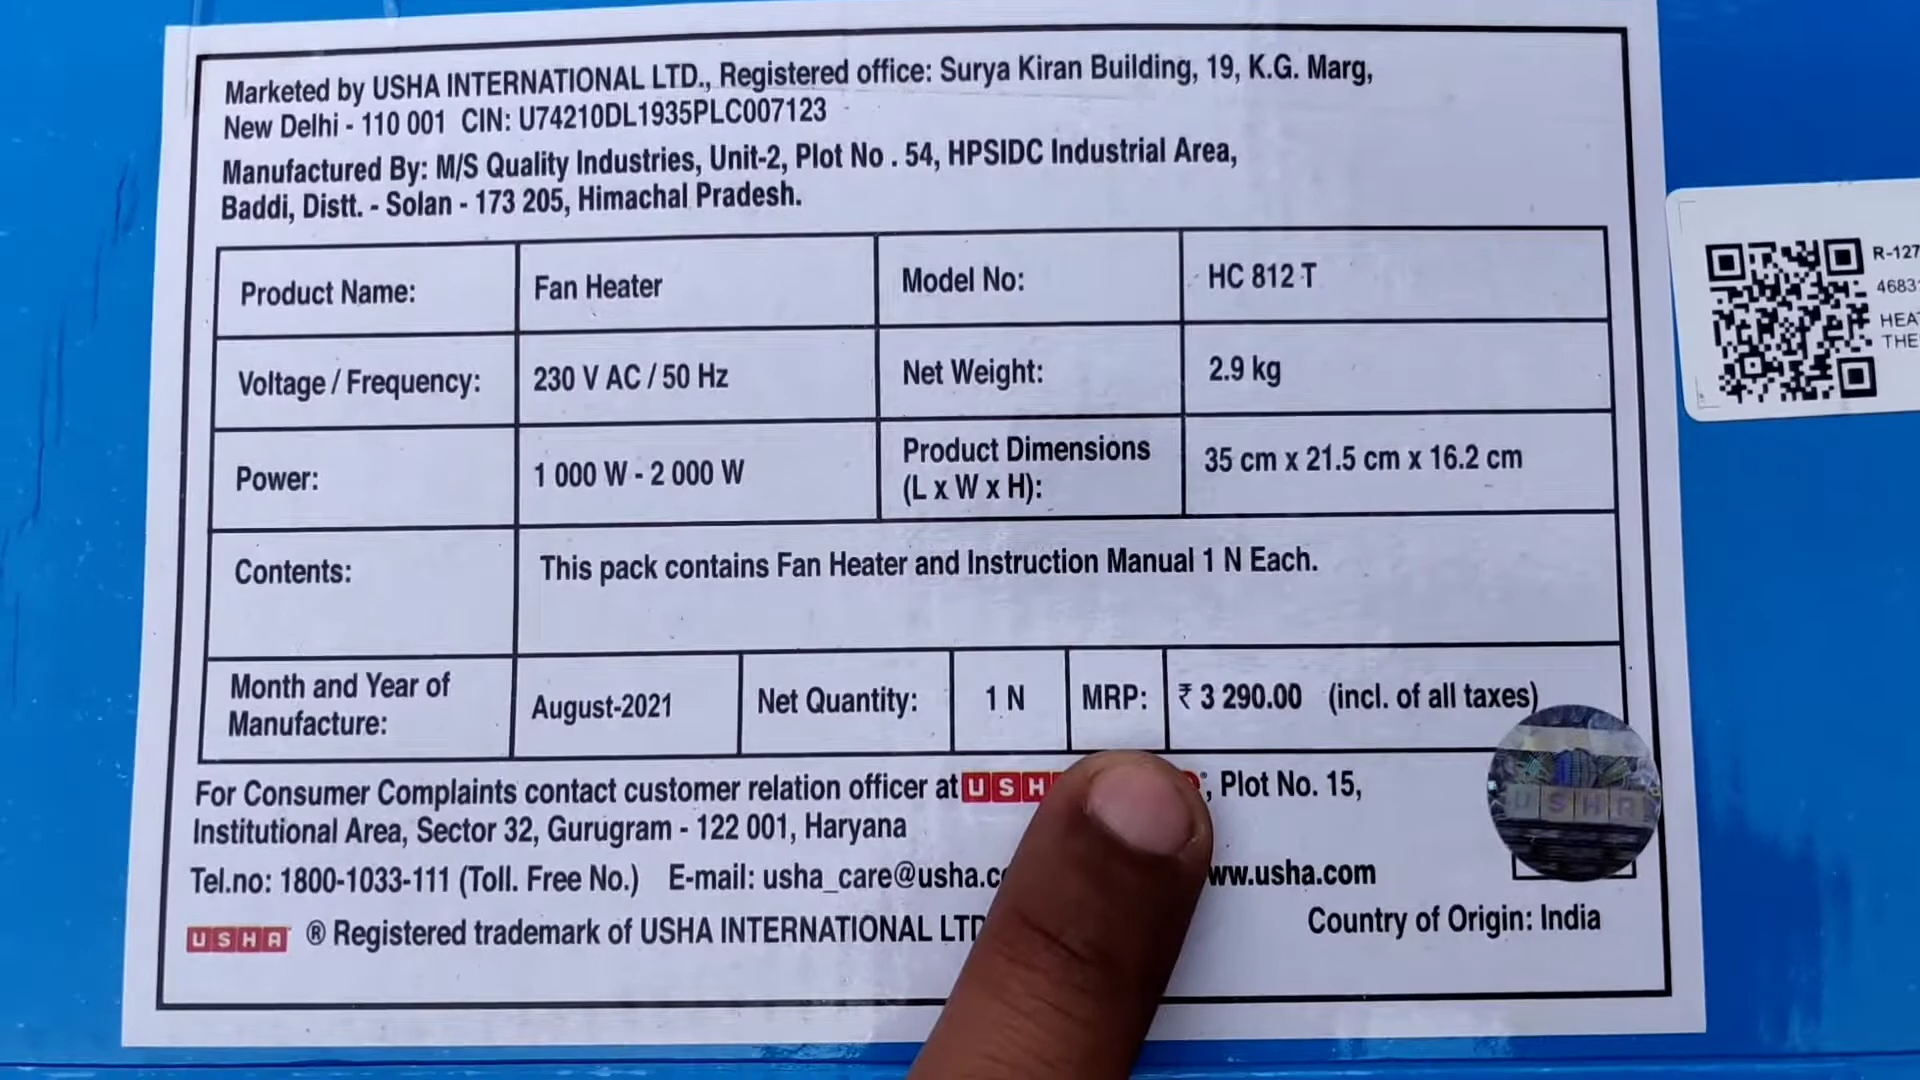 Marketed by USHA INTERNATIONAL LTD., Registered office: Surya Kiran Building, 19, K.G. Marg,
New Delhi - 110 001 CIN: U74210DL1935PLC007123
Manufactured By: M/S Quality Industries, Unit-2, Plot No . 54, HPSIDC Industrial Area,
Baddi, Distt. - Solan - 173 205, Himachal Pradesh.
Product Name: Fan Heater Model No: HC 812 T
Voltage / Frequency: 230 V AC / 50 Hz Net Weight: 2.9 kg
Power: 1 000 W - 2 000 W Product Dimensions
(L x W x H): 35 cm x 21.5 cm x 16.2 cm
Contents: This pack contains Fan Heater and Instruction Manual 1 N Each.
Month and Year of
Manufacture: August-2021 Net Quantity: 1 N MRP: ₹ 3 290.00 (incl. of all taxes)
For Consumer Complaints contact customer relation officer at USH , Plot No. 15,
Institutional Area, Sector 32, Gurugram - 122 001, Haryana
Tel.no: 1800-1033-111 (Toll. Free No.) E-mail: usha_care@usha.c ww.usha.com
USHA ® Registered trademark of USHA INTERNATIONAL LTD
Country of Origin: India
USHA
R-127
4683
HEA
THE